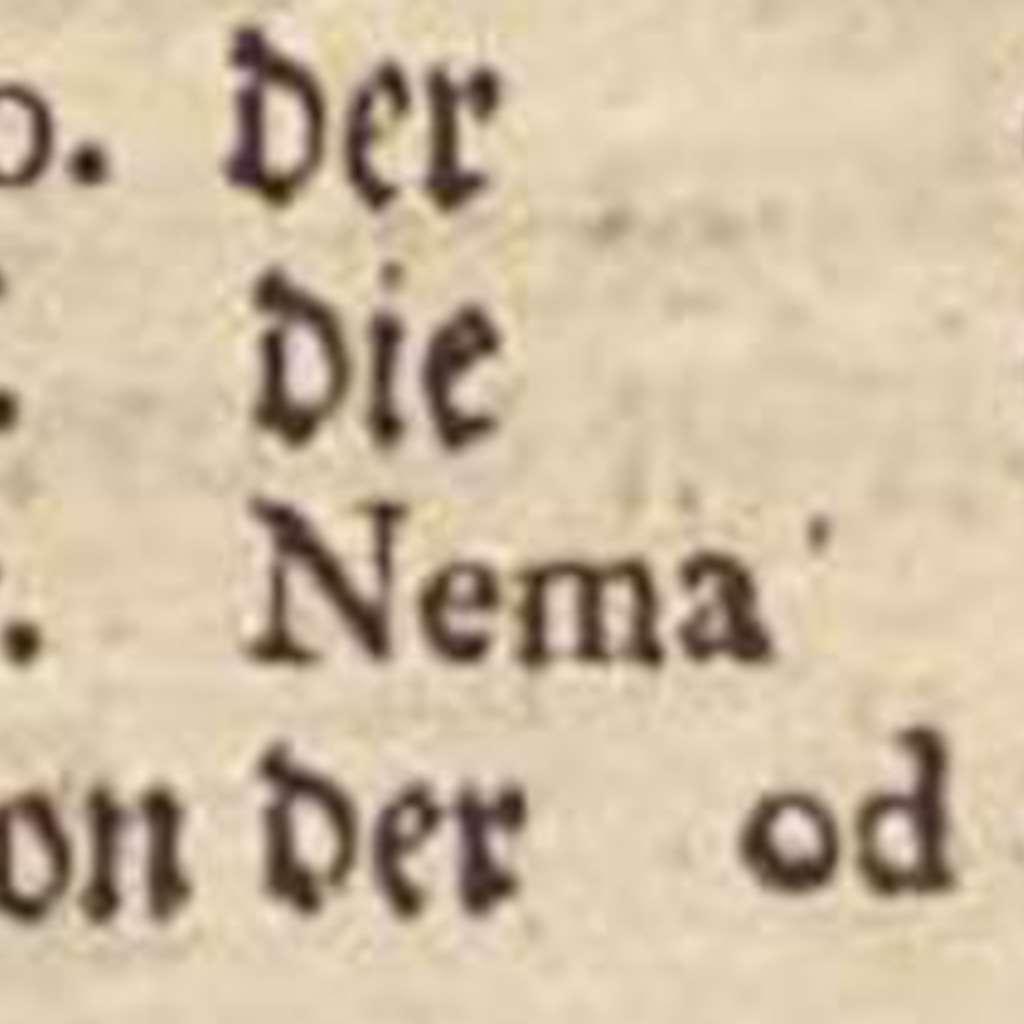 o. der
. die
. Nema
on der od